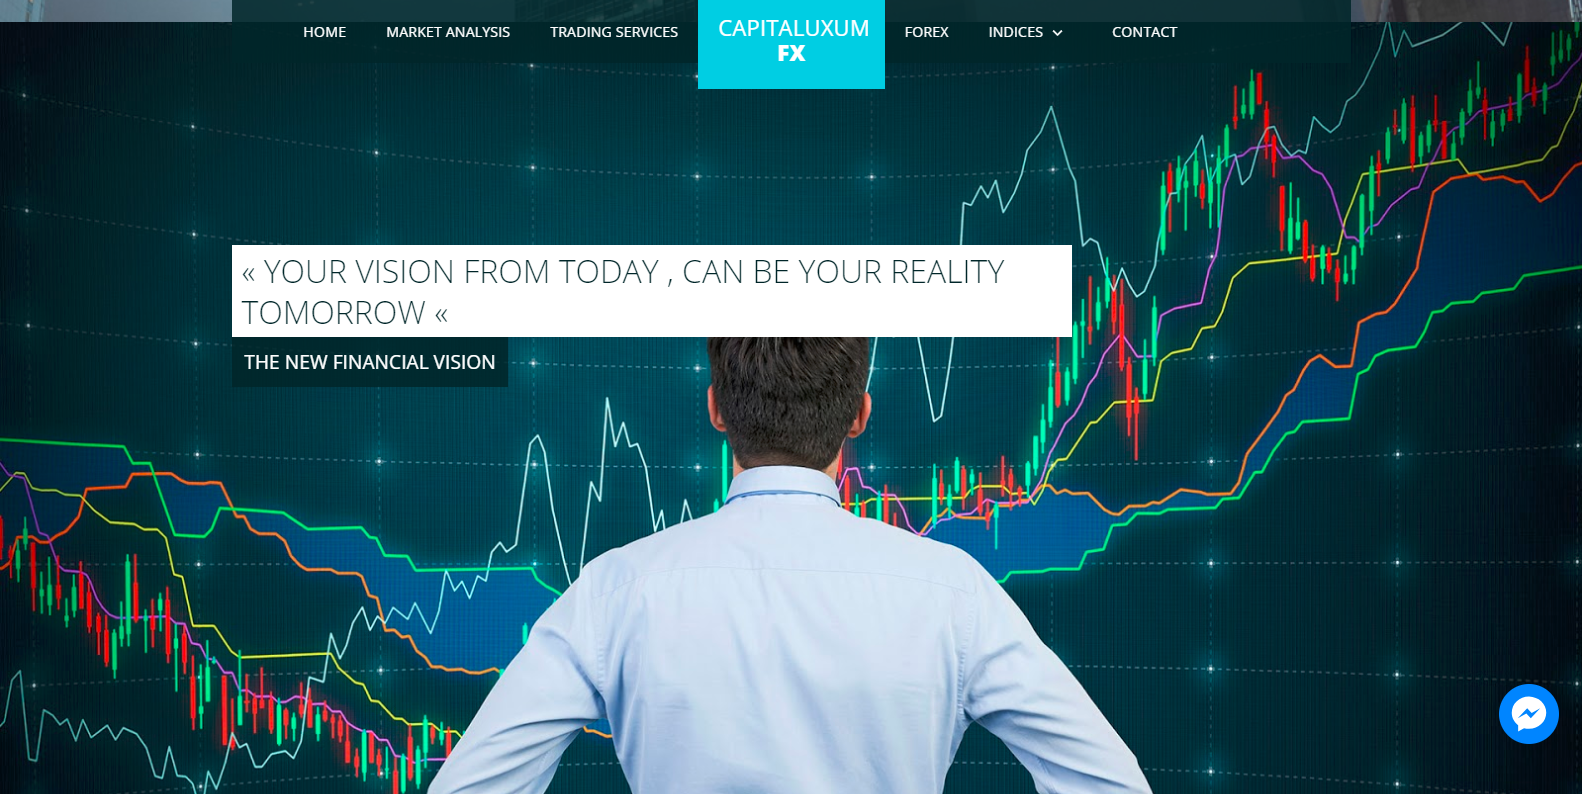 HOME MARKET ANALYSIS TRADING SERVICES CAPITALUXUM FOREX INDICES CONTACT
FX
« YOUR VISION FROM TODAY , CAN BE YOUR REALITY
TOMORROW «
THE NEW FINANCIAL VISION